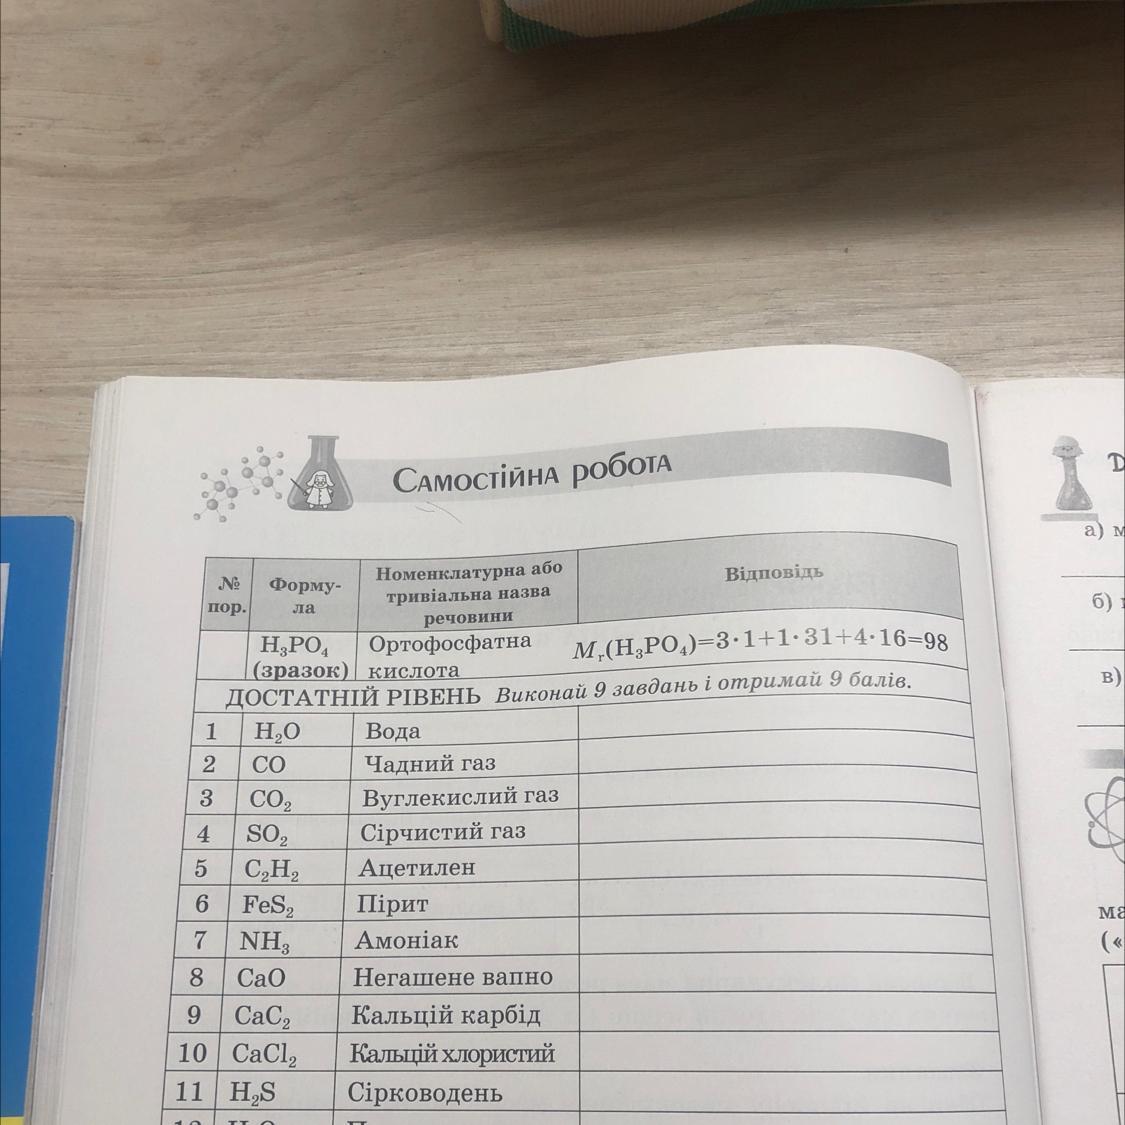 Самостійна робота
№ пор. Форму-ла Номенклатурна або тривіальна назва речовини Відповідь
H₃PO₄ (зразок) Ортофосфатна кислота Mᵣ(H₃PO₄)=3·1+1·31+4·16=98
ДОСТАТНІЙ РІВЕНЬ Виконай 9 завдань і отримай 9 балів.
1 H₂O Вода
2 CO Чадний газ
3 CO₂ Вуглекислий газ
4 SO₂ Сірчистий газ
5 C₂H₂ Ацетилен
6 FeS₂ Пірит
7 NH₃ Амоніак
8 CaO Негашене вапно
9 CaC₂ Кальцій карбід
10 CaCl₂ Кальцій хлористий
11 H₂S Сірководень
а)
б)
в)